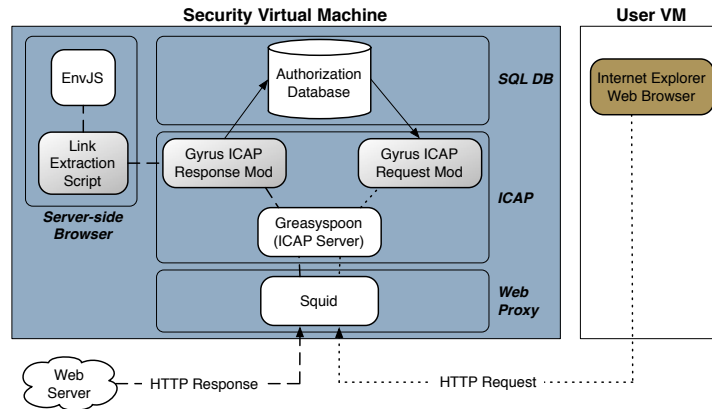 Security Virtual Machine
User VM
EnvJS
Authorization
Database
SQL DB
Internet Explorer
Web Browser
Link
Extraction
Script
Gyrus ICAP
Response Mod
Gyrus ICAP
Request Mod
ICAP
Server-side
Browser
Greasyspoon
(ICAP Server)
Squid
Web
Proxy
Web
Server
HTTP Response
HTTP Request